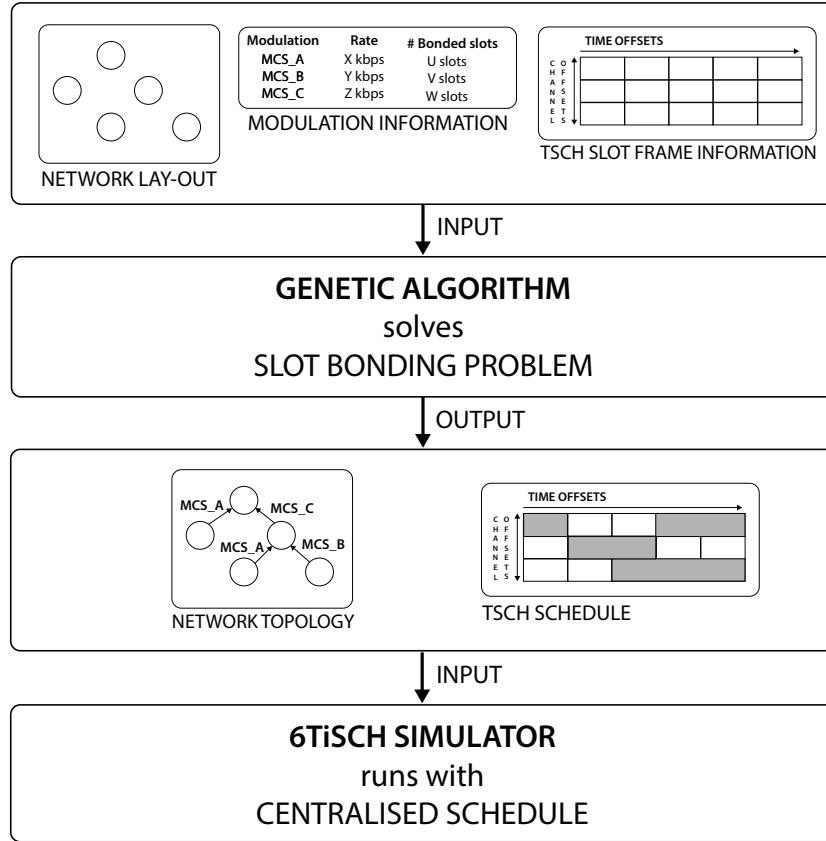 Modulation Rate # Bonded slots
MCS_A X kbps U slots
MCS_B Y kbps V slots
MCS_C Z kbps W slots
MODULATION INFORMATION
NETWORK LAY-OUT
TIME OFFSETS
CHANNEL
OFFSETS
TSCH SLOT FRAME INFORMATION
INPUT
GENETIC ALGORITHM
solves
SLOT BONDING PROBLEM
OUTPUT
MCS_A MCS_C
MCS_A MCS_B
NETWORK TOPOLOGY
TIME OFFSETS
CHANNEL
OFFSETS
TSCH SCHEDULE
INPUT
6TiSCH SIMULATOR
runs with
CENTRALISED SCHEDULE